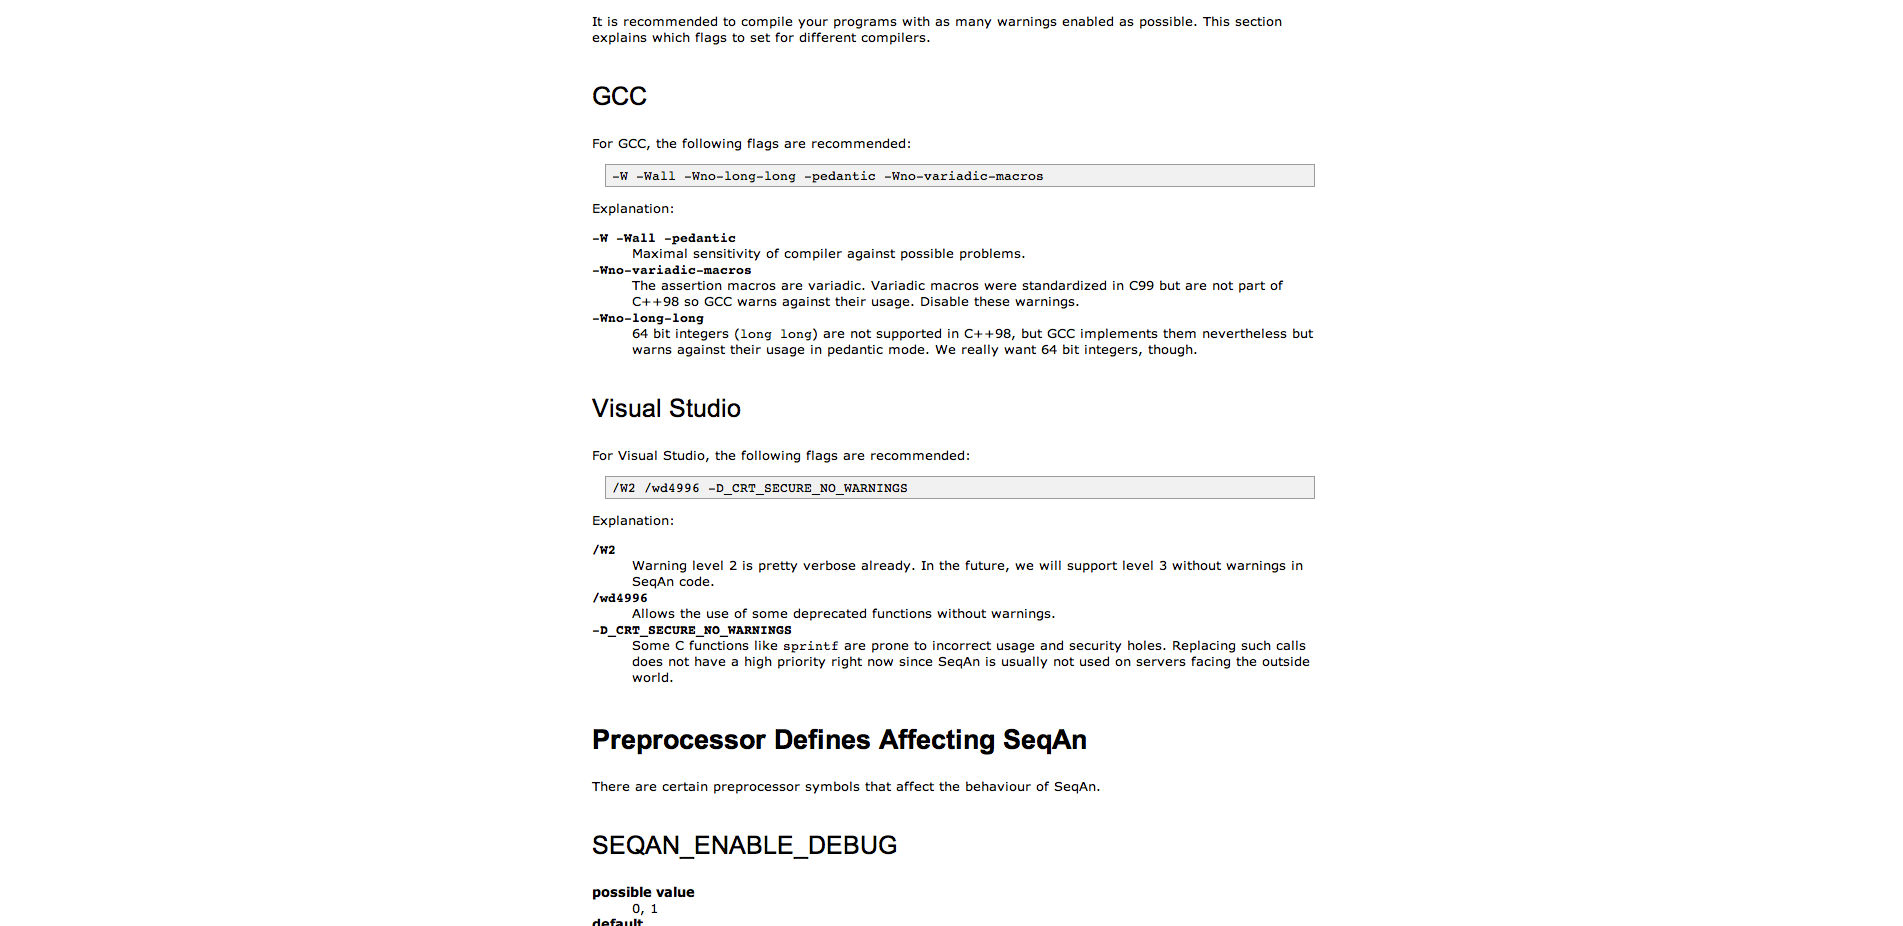 It is recommended to compile your programs with as many warnings enabled as possible. This section
explains which flags to set for different compilers.
GCC
For GCC, the following flags are recommended:
-W -Wall -Wno-long-long -pedantic -Wno-variadic-macros
Explanation:
-W -Wall -pedantic
Maximal sensitivity of compiler against possible problems.
-Wno-variadic-macros
The assertion macros are variadic. Variadic macros were standardized in C99 but are not part of
C++98 so GCC warns against their usage. Disable these warnings.
-Wno-long-long
64 bit integers (long long) are not supported in C++98, but GCC implements them nevertheless but
warns against their usage in pedantic mode. We really want 64 bit integers, though.
Visual Studio
For Visual Studio, the following flags are recommended:
/W2 /wd4996 -D_CRT_SECURE_NO_WARNINGS
Explanation:
/W2
Warning level 2 is pretty verbose already. In the future, we will support level 3 without warnings in
SeqAn code.
/wd4996
Allows the use of some deprecated functions without warnings.
-D_CRT_SECURE_NO_WARNINGS
Some C functions like sprintf are prone to incorrect usage and security holes. Replacing such calls
does not have a high priority right now since SeqAn is usually not used on servers facing the outside
world.
Preprocessor Defines Affecting SeqAn
There are certain preprocessor symbols that affect the behaviour of SeqAn.
SEQAN_ENABLE_DEBUG
possible value
0, 1
default